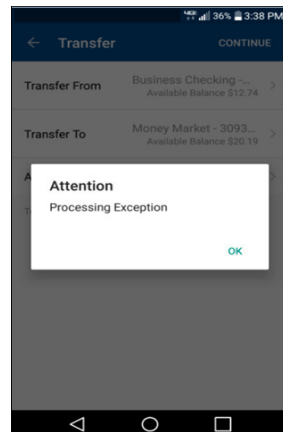 36% 3:38 PM
← Transfer CONTINUE
Transfer From Business Checking -...
Available Balance $12.74
Transfer To Money Market - 3093...
Available Balance $20.19
A
Attention
Processing Exception
OK